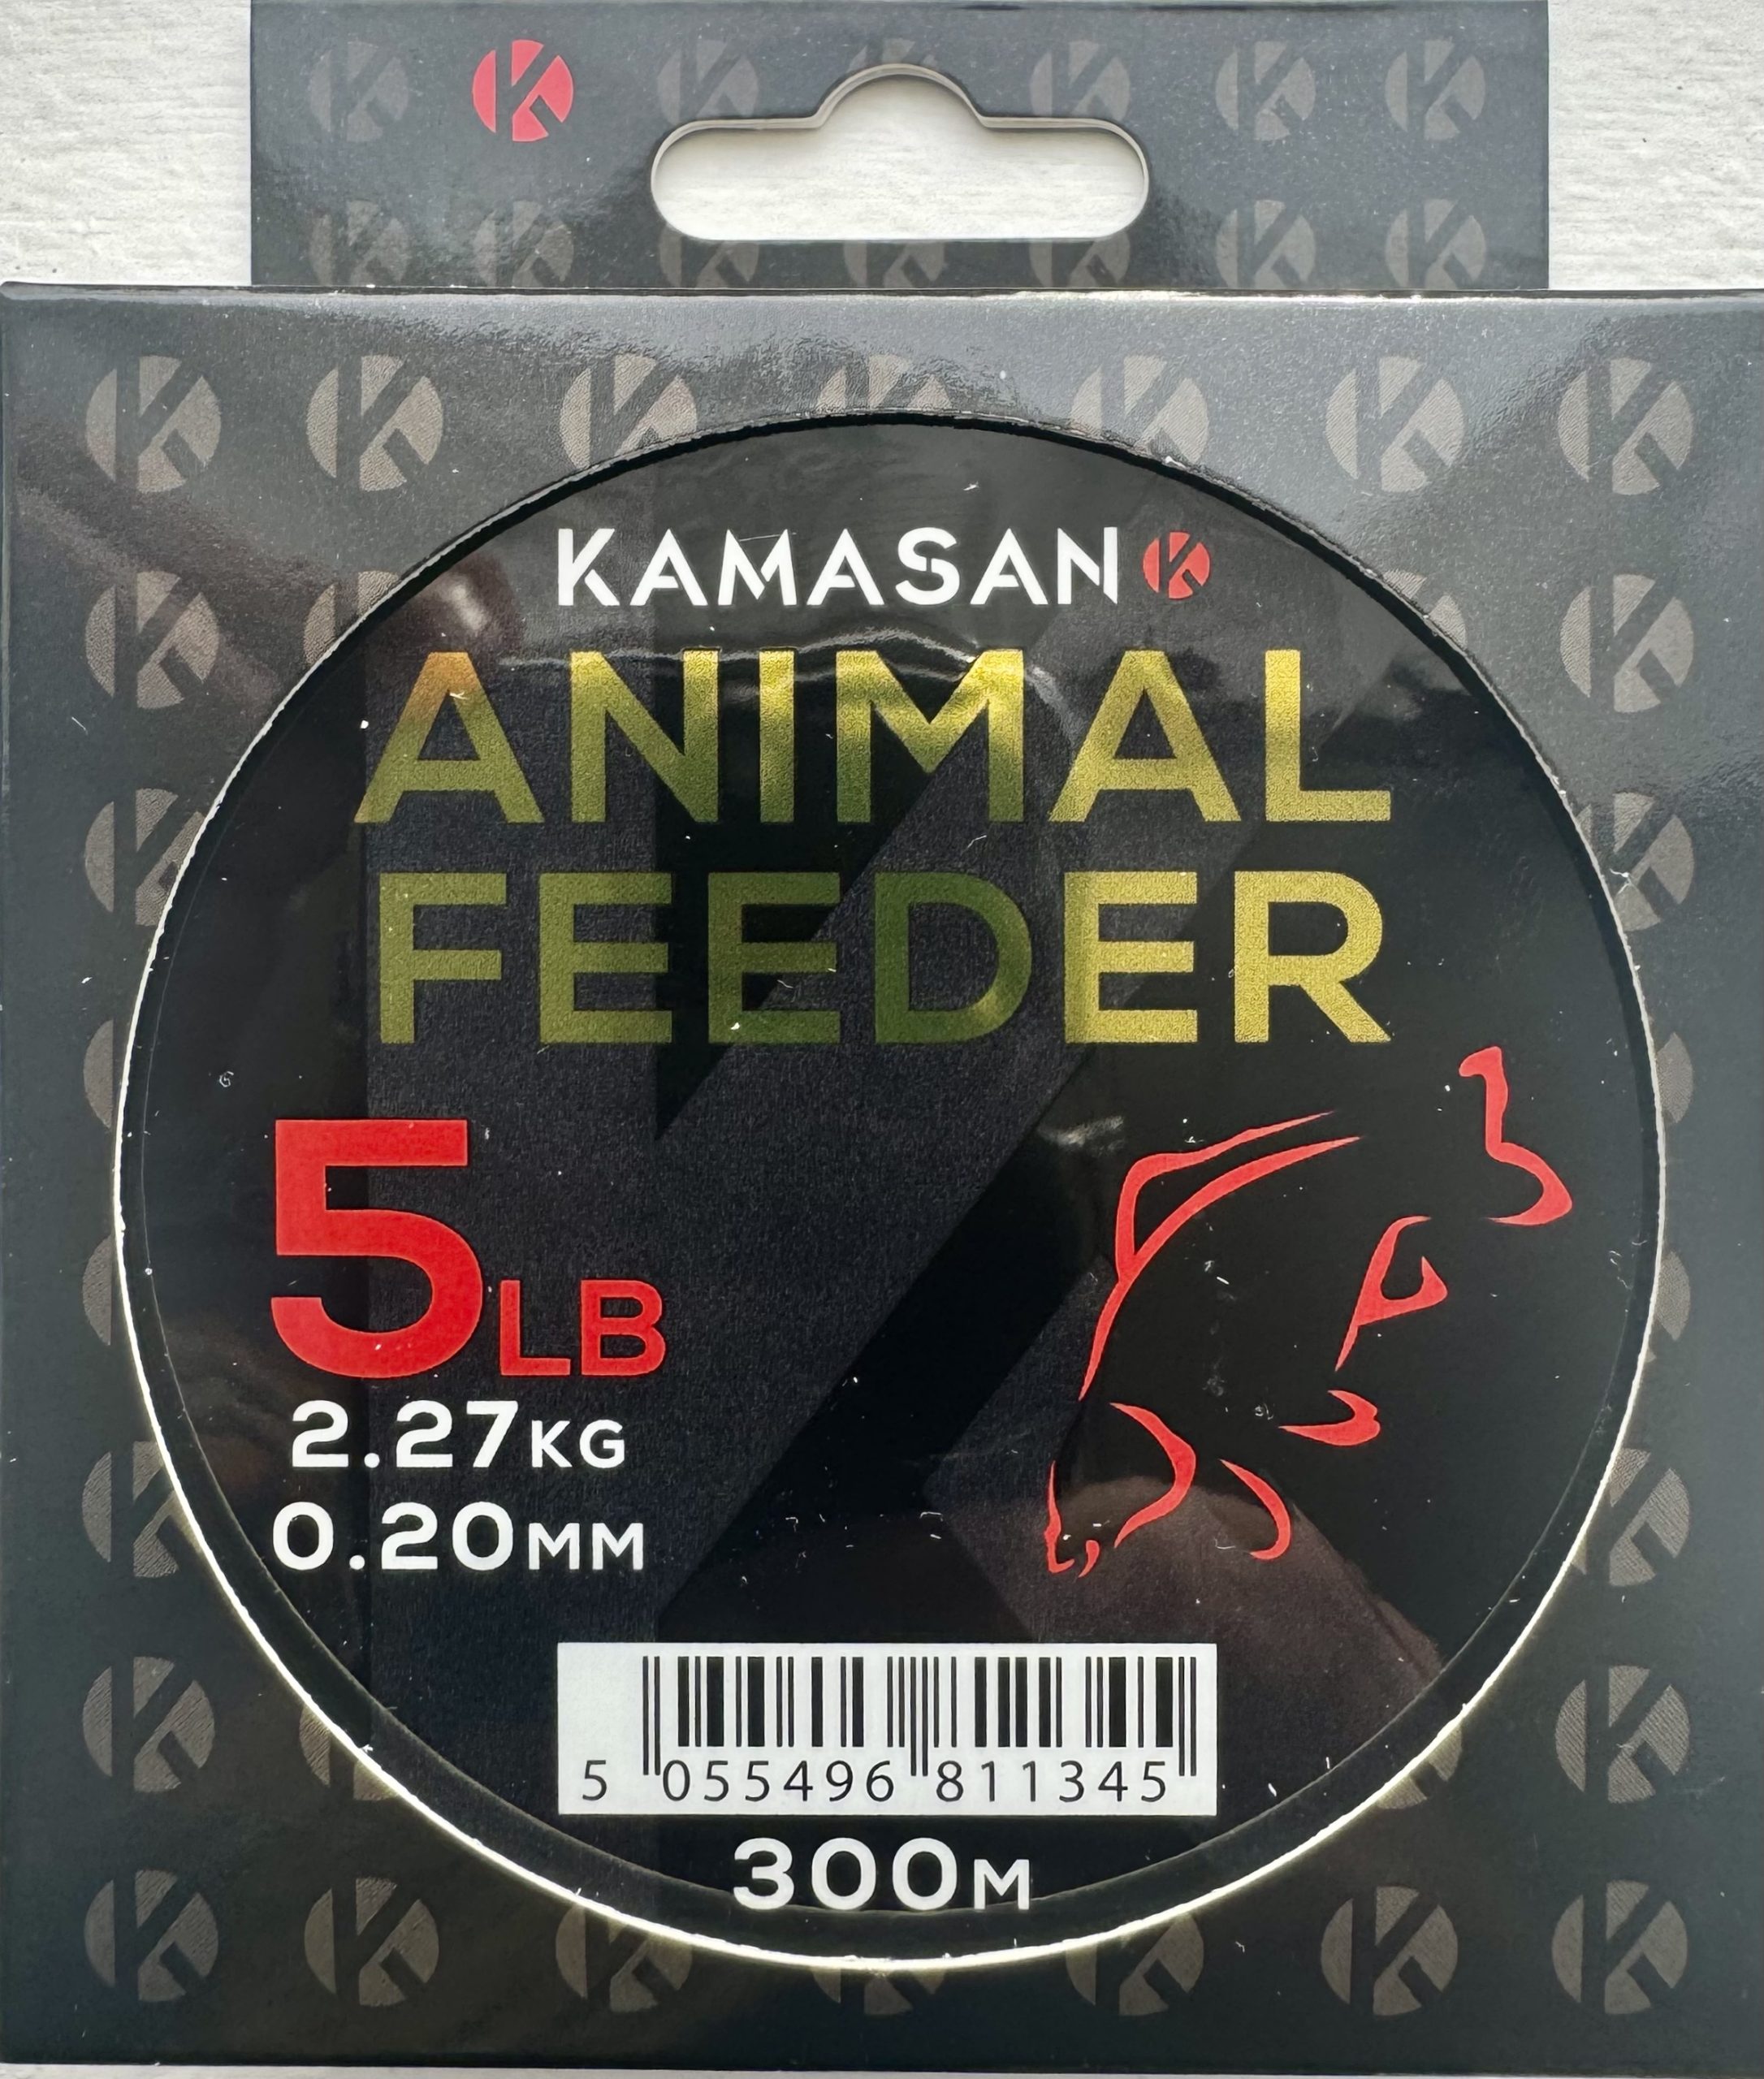 KAMASAN
ANIMAL
FEEDER
5LB
2.27KG
0.20MM
5 055496 811345
300M